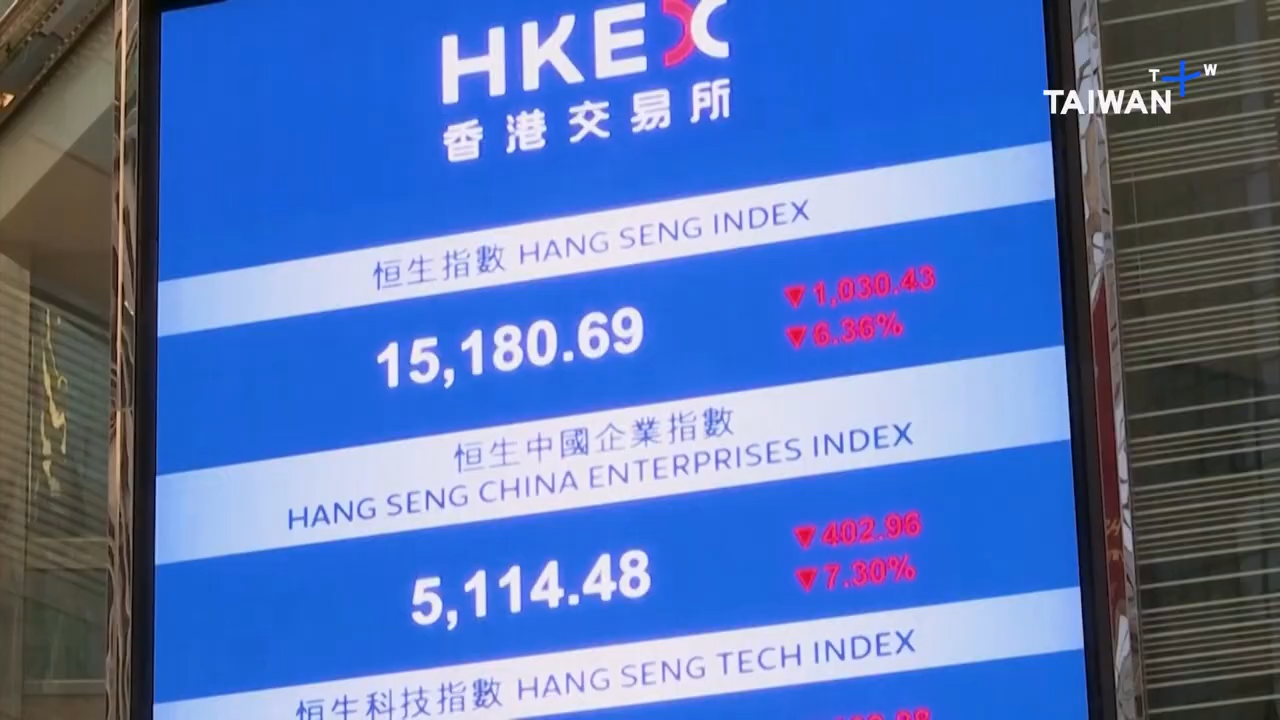 HKEX
香港交易所
T W
TAIWAN
恒生指數 HANG SENG INDEX
15,180.69
▼1,030.43
▼6.36%
恒生中國企業指數
HANG SENG CHINA ENTERPRISES INDEX
5,114.48
▼402.96
▼7.30%
恒生科技指數 HANG SENG TECH INDEX